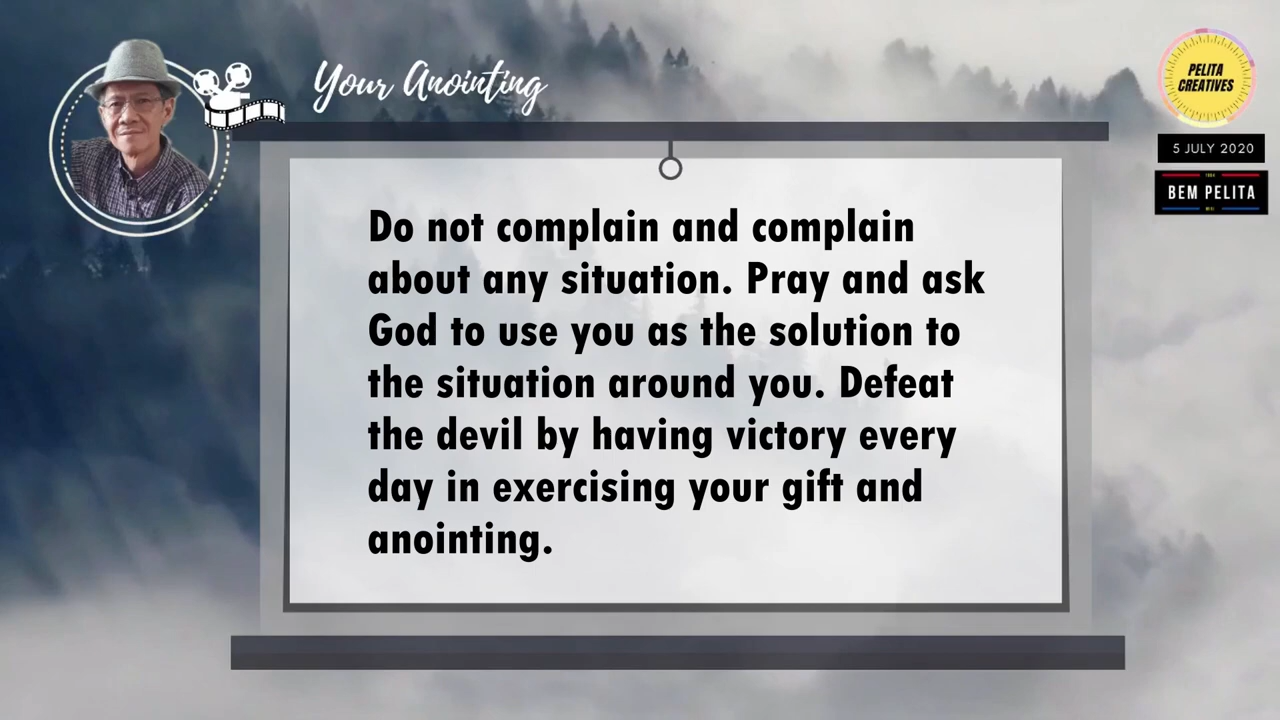 Your Anointing
PELITA
CREATIVES
5 JULY 2020
BEM PELITA
Do not complain and complain
about any situation. Pray and ask
God to use you as the solution to
the situation around you. Defeat
the devil by having victory every
day in exercising your gift and
anointing.